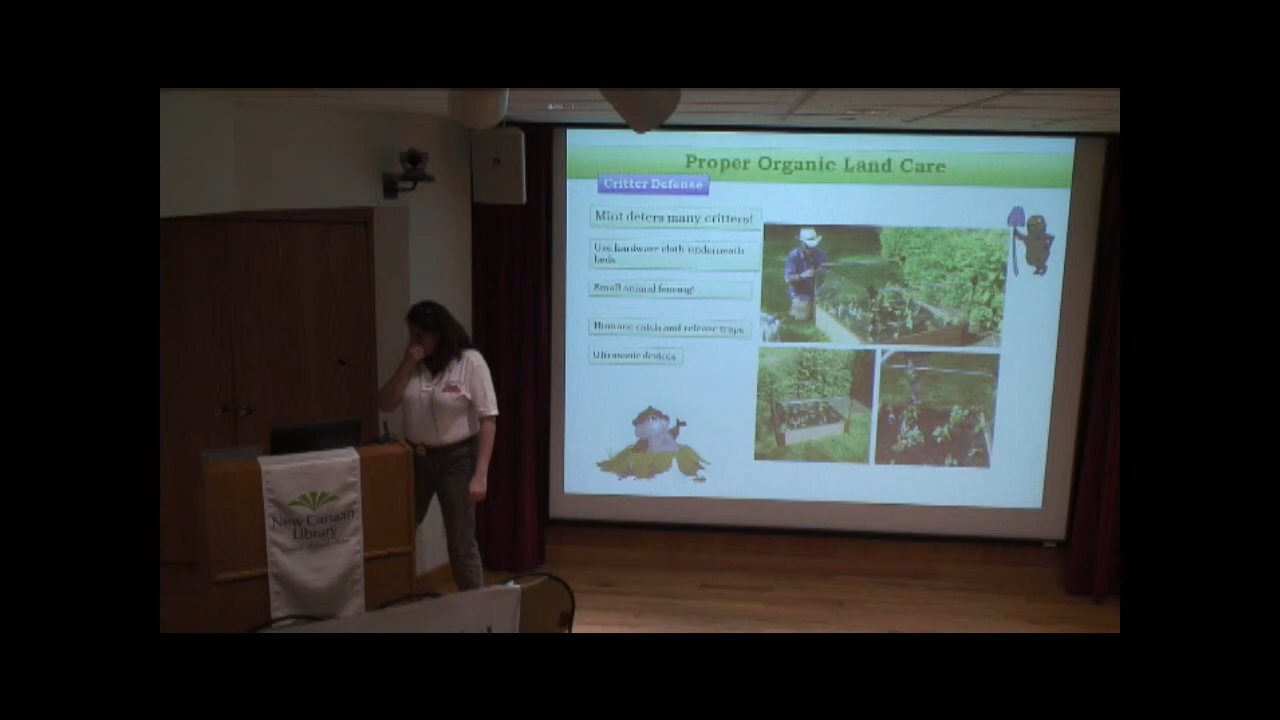 Proper Organic Land Care
Critter Defense
Mint deters many critters!
Use hardware cloth underneath
beds
Small animal fencing!
Humane catch and release traps
Ultrasonic devices
New Canaan
Library